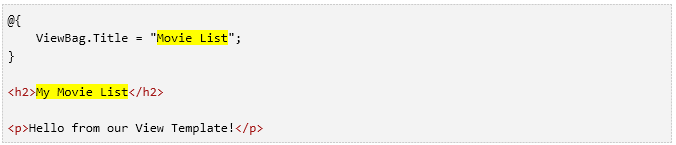 @{
    ViewBag.Title = "Movie List";
}
<h2>My Movie List</h2>
<p>Hello from our View Template!</p>